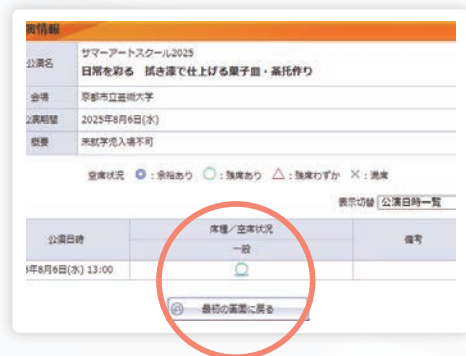 演情報
公演名
サマーアートスクール2025
日常を彩る 拭き漆で仕上げる菓子皿・茶托作り
会場
京都市立芸術大学
公演期間
2025年8月6日(水)
概要
未就学児入場不可
空席状況 ◎：余裕あり ○：残席あり △：残席わずか ×：満席
表示切替 公演日時一覧
公演日時
席種／空席状況
備考
一般
年8月6日(水) 13:00
○
最初の画面に戻る